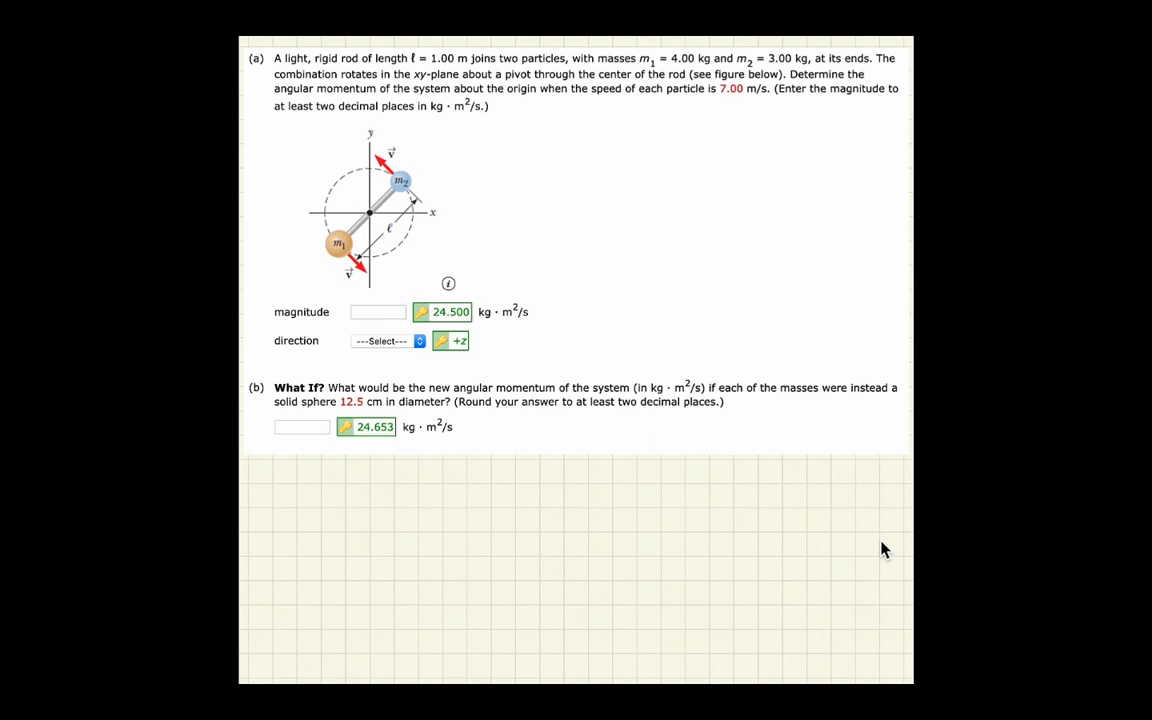 (a) A light, rigid rod of length ℓ = 1.00 m joins two particles, with masses m₁ = 4.00 kg and m₂ = 3.00 kg, at its ends. The
combination rotates in the xy-plane about a pivot through the center of the rod (see figure below). Determine the
angular momentum of the system about the origin when the speed of each particle is 7.00 m/s. (Enter the magnitude to
at least two decimal places in kg · m²/s.)
y
v⃗
m₂
x
ℓ
m₁
v⃗
i
magnitude 24.500 kg · m²/s
direction ---Select--- +z
(b) What If? What would be the new angular momentum of the system (in kg · m²/s) if each of the masses were instead a
solid sphere 12.5 cm in diameter? (Round your answer to at least two decimal places.)
24.653 kg · m²/s